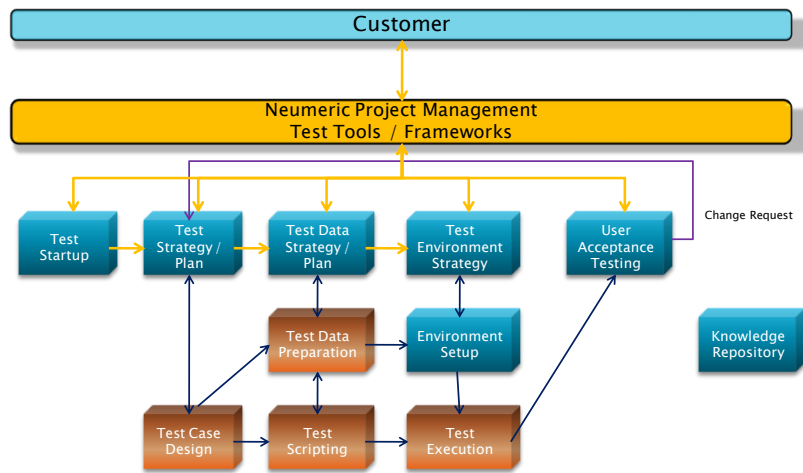 Customer
Neumeric Project Management
Test Tools / Frameworks
Change Request
Test
Startup
Test
Strategy /
Plan
Test Data
Strategy /
Plan
Test
Environment
Strategy
User
Acceptance
Testing
Test Data
Preparation
Environment
Setup
Knowledge
Repository
Test Case
Design
Test
Scripting
Test
Execution